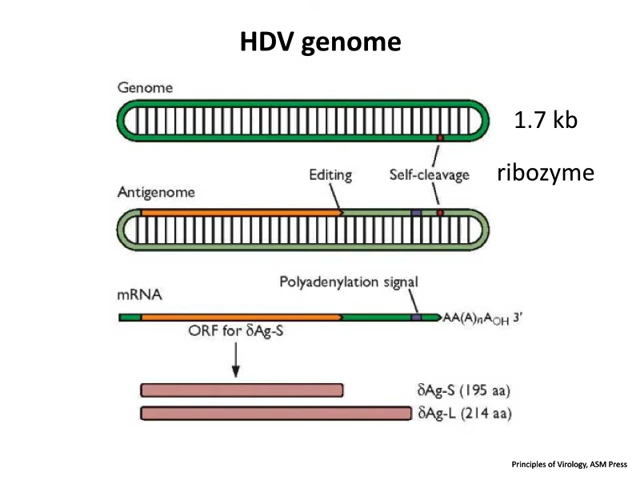 HDV genome
Genome
1.7 kb
Editing
Self-cleavage
ribozyme
Antigenome
Polyadenylation signal
mRNA
AA(A)nAOH 3′
ORF for δAg-S
δAg-S (195 aa)
δAg-L (214 aa)
Principles of Virology, ASM Press